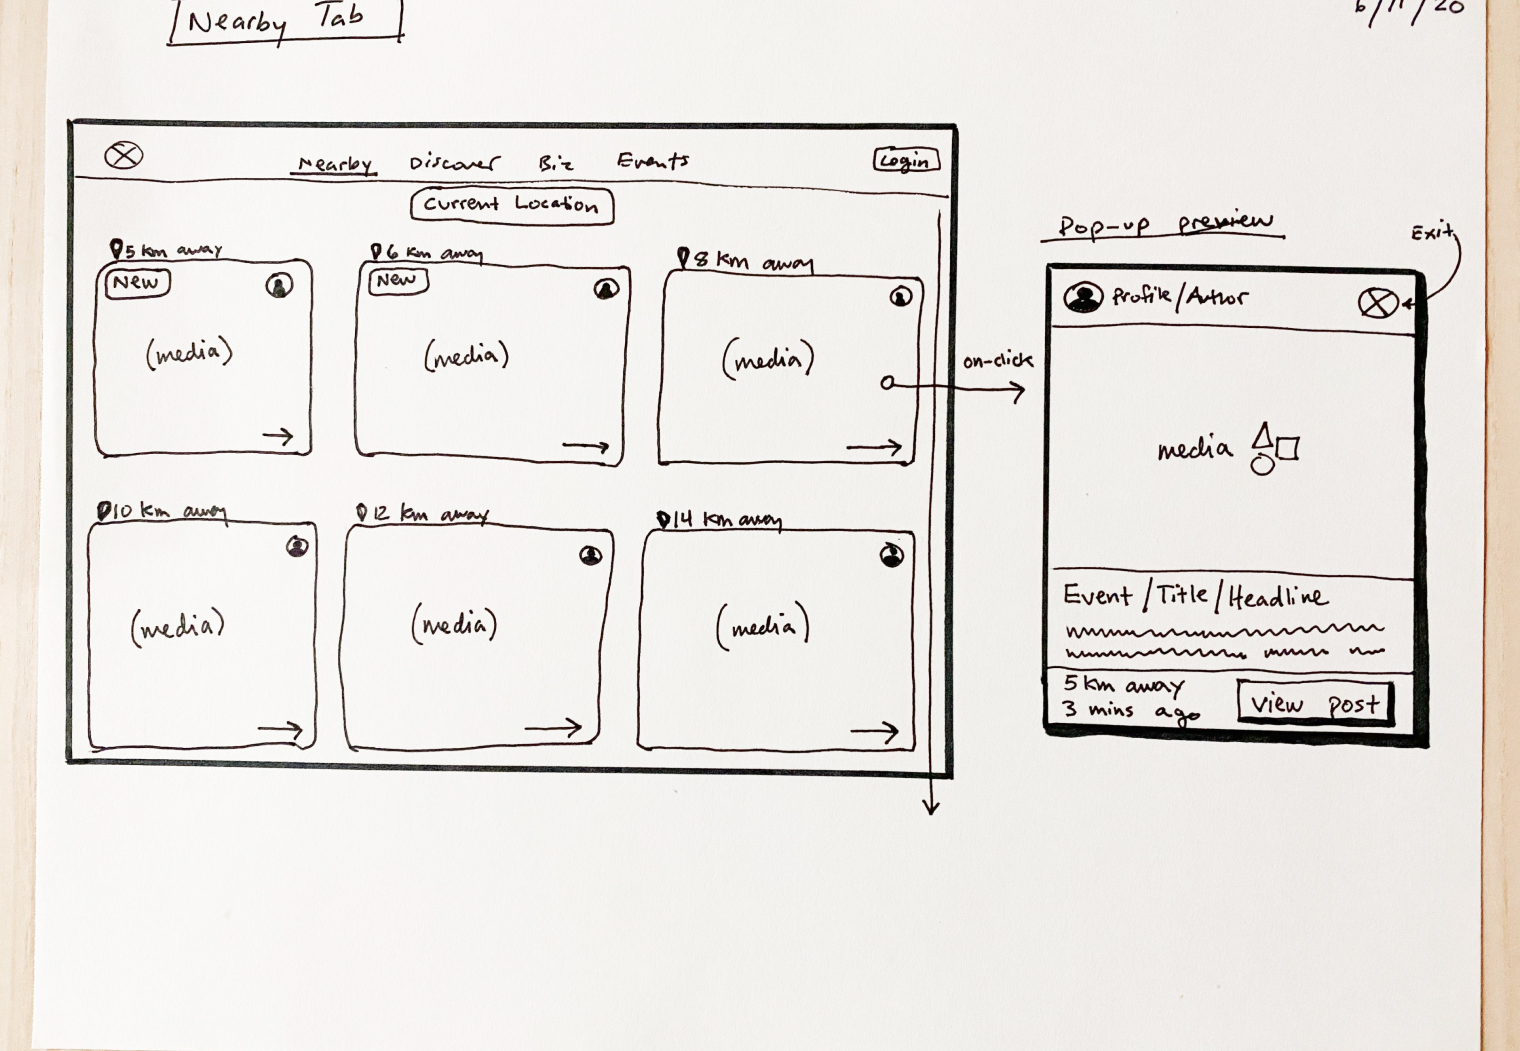 Nearby Tab
6/11/20
Nearby Discover Biz Events
Login
Current Location
5 km away
6 km away
8 km away
New
New
(media)
(media)
(media)
10 km away
12 km away
14 km away
(media)
(media)
(media)
on-click
Pop-up preview
Exit
Profile/Author
media
Event/Title/Headline
5 km away
3 mins ago
view post